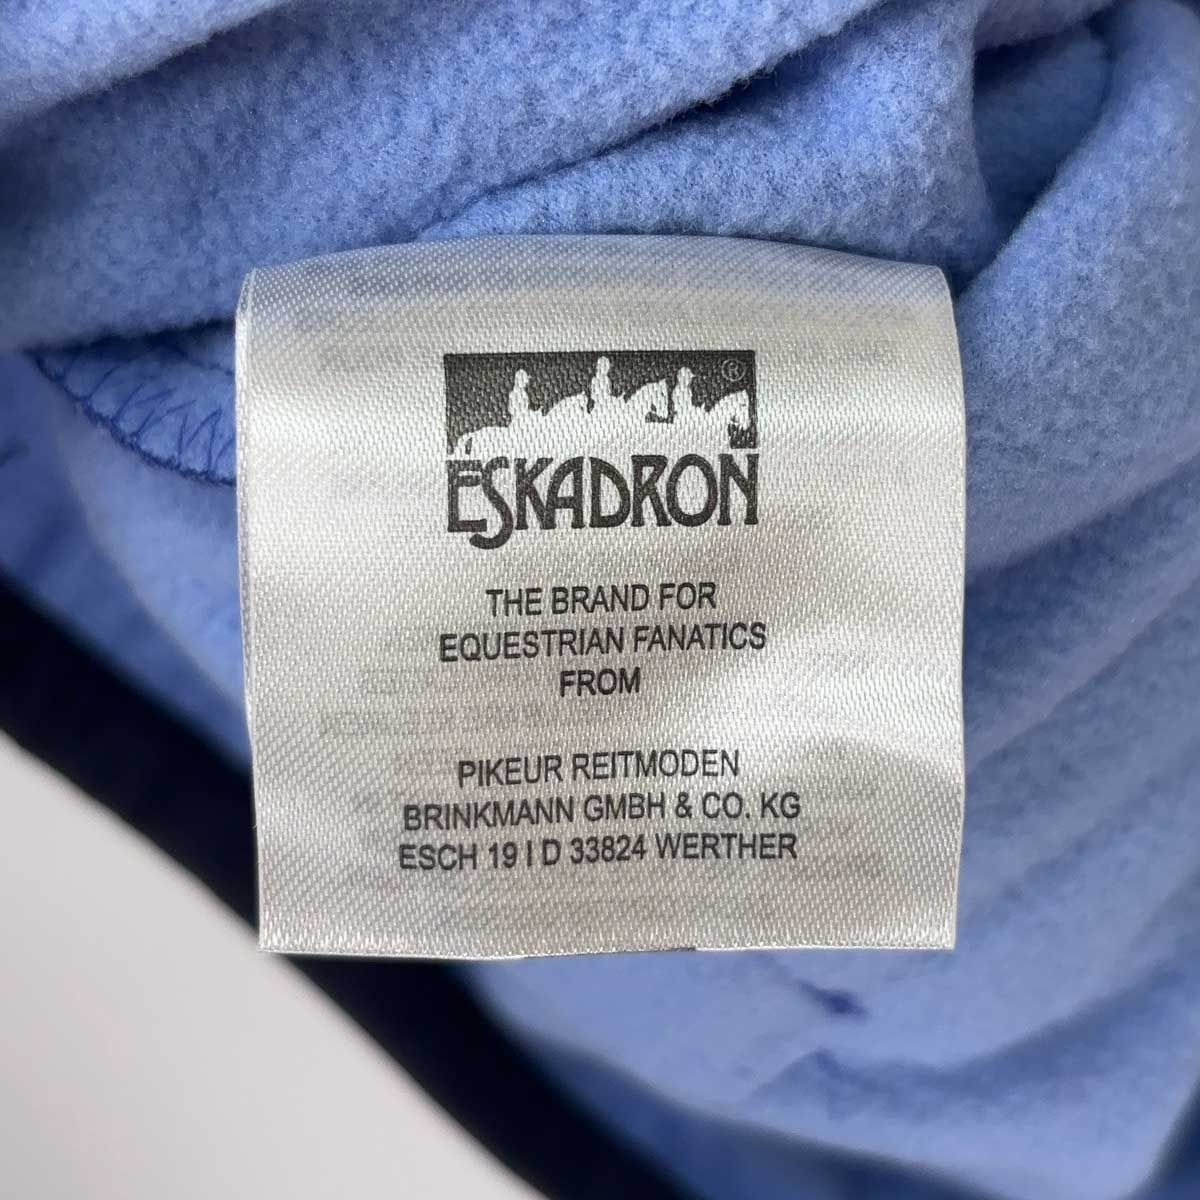 ®
ESKADRON
THE BRAND FOR
EQUESTRIAN FANATICS
FROM
PIKEUR REITMODEN
BRINKMANN GMBH & CO. KG
ESCH 19 I D 33824 WERTHER